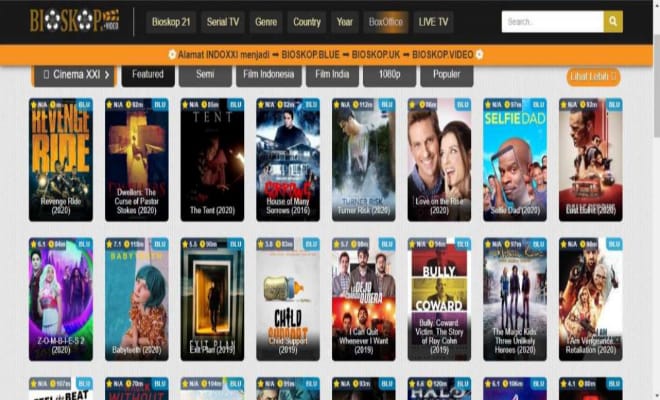 BIOSKOP
VIDEO
Bioskop 21
Serial TV
Genre
Country
Year
BoxOffice
LIVE TV
Search..
Alamat INDOXXI menjadi ➡ BIOSKOP.BLUE ➡ BIOSKOP.UK ➡ BIOSKOP.VIDEO
Cinema XXI
Featured
Semi
Film Indonesia
Film India
1080p
Populer
Lihat Lebih
N/A BLU
N/A 92m BLU
N/A 85m BLU
N/A 82m BLU
N/A 112m BLU
86m BLU
N/A 97m BLU
N/A 92m BLU
REVENGE
RIDE
TENT
TURNER RISK
SELFIE DAD
Revenge Ride
(2020)
Dwellers: The
Curse of Pastor
Stokes (2020)
The Tent (2020)
House of Many
Sorrows (2016)
Turner Risk (2020)
Love on the Rise
(2020)
Selfie Dad (2020)
6.1 84m BLU
7.1 118m BLU
5.5 90m BLU
3.8 83m BLU
5.7 98m BLU
N/A 94m BLU
N/A 97m BLU
N/A 98m BLU
BABYTEETH
EXIT PLAN
CHILD
SUPPORT
BULLY
COWARD
Z-O-M-B-I-E-S 2
(2020)
Babyteeth (2020)
Exit Plan (2019)
Child Support
(2019)
I Can Quit
Whenever I Want
(2019)
Bully. Coward.
Victim. The Story
of Roy Cohn
The Magic Kids:
Three Unlikely
Heroes (2020)
I Am Vengeance:
Retaliation (2020)
N/A 107m BLU
N/A 70m BLU
N/A 104m BLU
N/A 91m BLU
N/A 93m BLU
6.6 120m BLU
6.1 106m BLU
4.1 80m BLU
FEEL the BEAT
WITHOUT
HALO